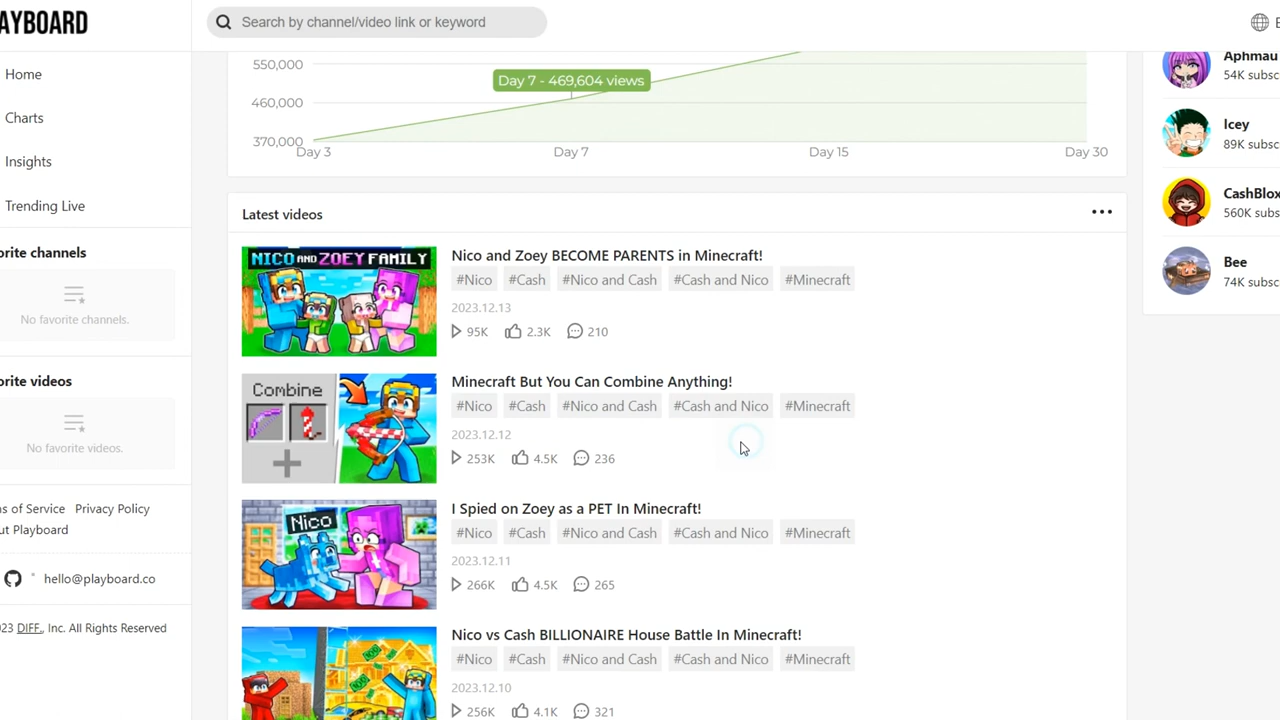 AYBOARD
Search by channel/video link or keyword
E
Home
Charts
Insights
Trending Live
orite channels
No favorite channels.
orite videos
No favorite videos.
ns of Service Privacy Policy
ut Playboard
hello@playboard.co
23 DIFF., Inc. All Rights Reserved
550,000
Day 7 - 469,604 views
460,000
370,000
Day 3 Day 7 Day 15 Day 30
Latest videos
NICO AND ZOEY FAMILY
Nico and Zoey BECOME PARENTS in Minecraft!
#Nico #Cash #Nico and Cash #Cash and Nico #Minecraft
2023.12.13
95K 2.3K 210
Combine
Minecraft But You Can Combine Anything!
#Nico #Cash #Nico and Cash #Cash and Nico #Minecraft
2023.12.12
253K 4.5K 236
Nico
I Spied on Zoey as a PET In Minecraft!
#Nico #Cash #Nico and Cash #Cash and Nico #Minecraft
2023.12.11
266K 4.5K 265
Nico vs Cash BILLIONAIRE House Battle In Minecraft!
#Nico #Cash #Nico and Cash #Cash and Nico #Minecraft
2023.12.10
256K 4.1K 321
Aphmau
54K subsc
Icey
89K subsc
CashBlox
560K subs
Bee
74K subsc